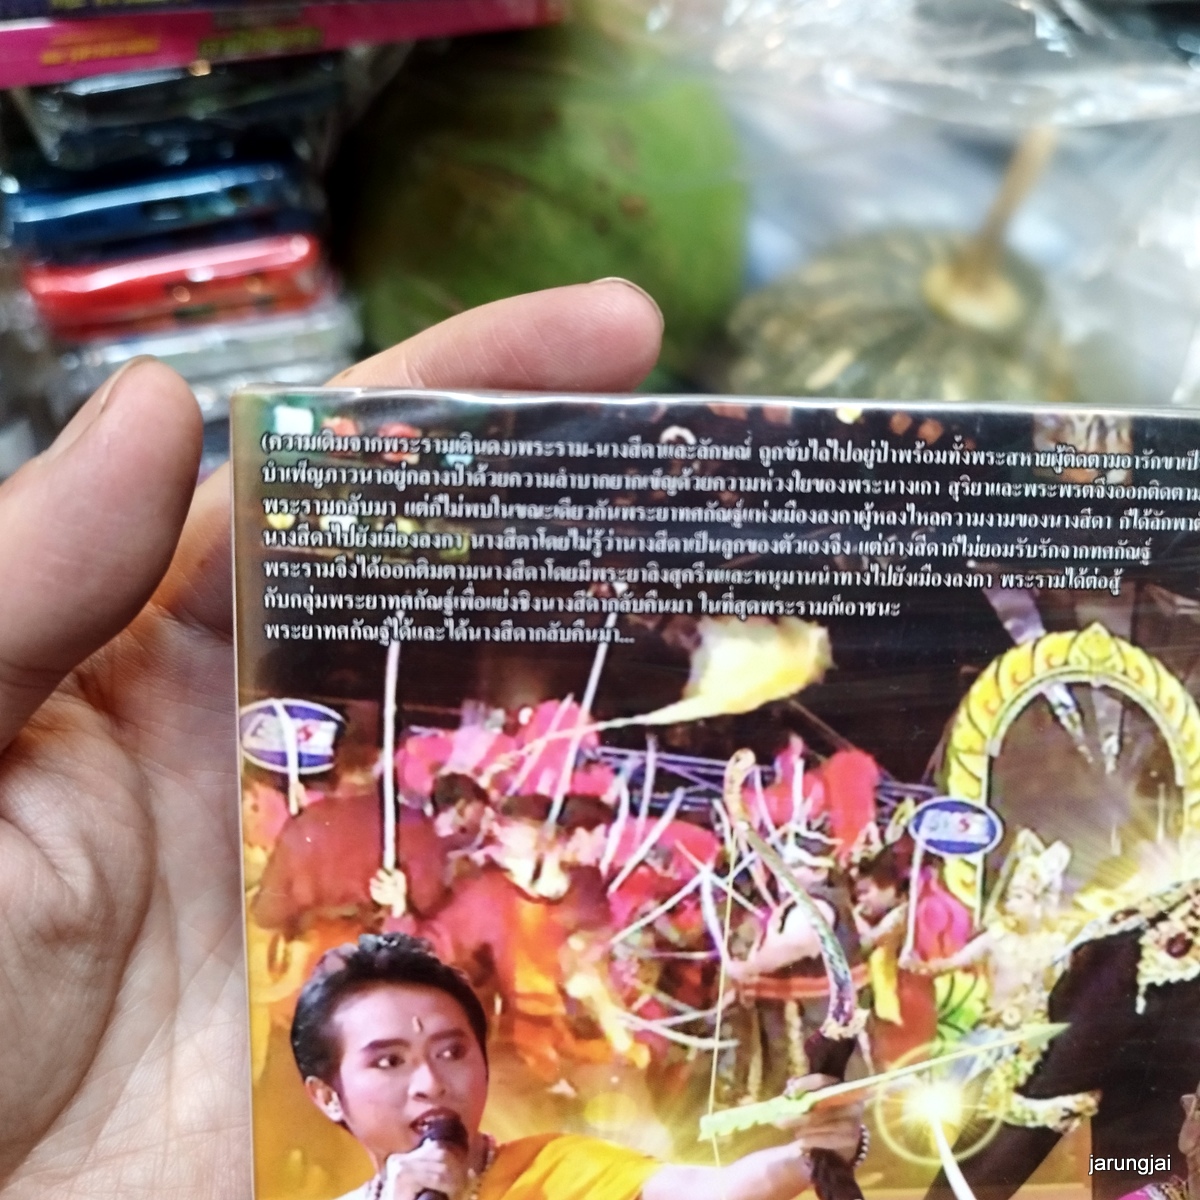 (ความเดิมจากพระรามเดินดง)พระราม-นางสีดาและลักษณ์ ถูกขับไล่ไปอยู่ป่าพร้อมทั้งพระสหายผู้ติดตามอารักขาเป็
บำเพ็ญภาวนาอยู่กลางป่าด้วยความลำบากยากเข็ญด้วยความห่วงใยของพระนางเกา สุริยาและพระพรตจึงออกติดตาม
พระรามกลับมา แต่ก็ไม่พบในขณะเดียวกันพระยาทศกัณฐ์แห่งเมืองลงกาผู้หลงไหลความงามของนางสีดา ก็ได้ลักพาตั
นางสีดาไปยังเมืองลงกา นางสีดาโดยไม่รู้ว่านางสีดาเป็นลูกของตัวเองจึง แต่นางสีดาก็ไม่ยอมรับรักจากทศกัณฐ์
พระรามจึงได้ออกติมตามนางสีดาโดยมีพระยาลิงสุกรีพและหนุมานนำทางไปยังเมืองลงกา พระรามได้ต่อสู้
กับกลุ่มพระยาทศกัณฐ์เพื่อแย่งชิงนางสีดากลับคืนมา ในที่สุดพระรามก็เอาชนะ
พระยาทศกัณฐ์ได้และได้นางสีดากลับคืนมา...
jarungjai